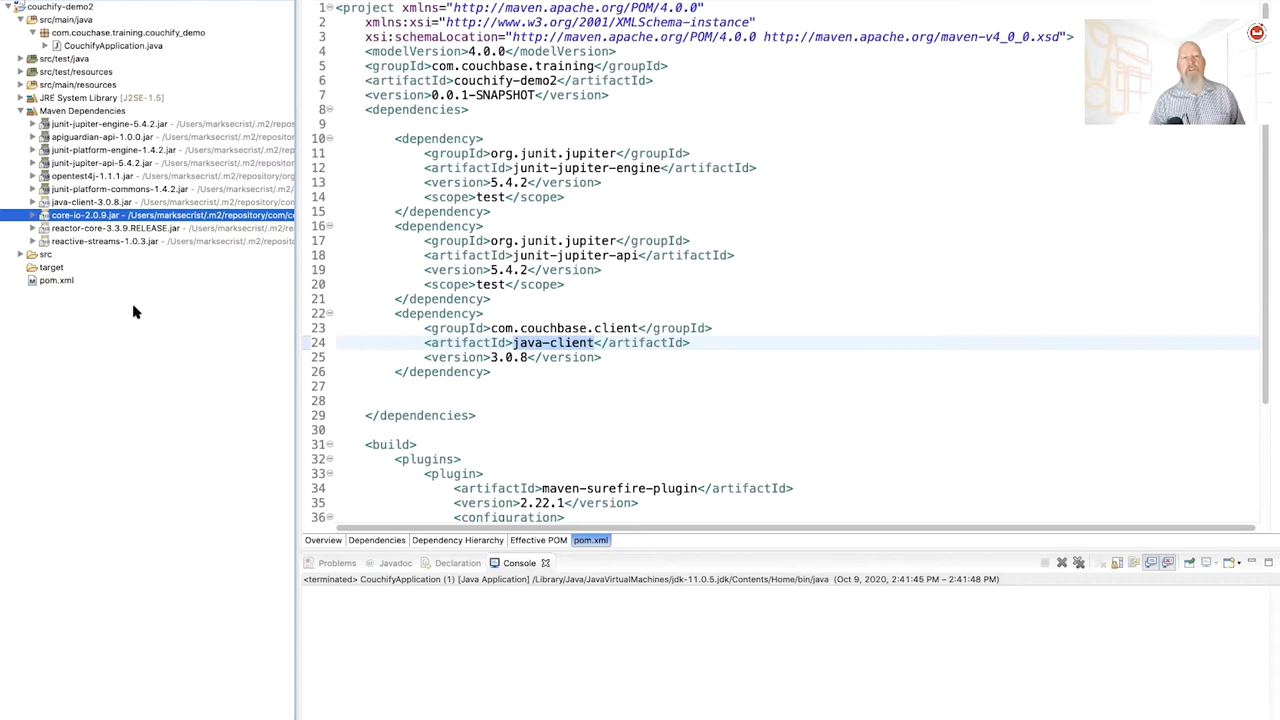 couchify-demo2
src/main/java
com.couchase.training.couchify_demo
CouchifyApplication.java
src/test/java
src/test/resources
src/main/resources
JRE System Library [J2SE-1.5]
Maven Dependencies
junit-jupiter-engine-5.4.2.jar - /Users/marksecrist/.m2/reposit
apiguardian-api-1.0.0.jar - /Users/marksecrist/.m2/repository
junit-platform-engine-1.4.2.jar - /Users/marksecrist/.m2/repo
junit-jupiter-api-5.4.2.jar - /Users/marksecrist/.m2/repositor
opentest4j-1.1.1.jar - /Users/marksecrist/.m2/repository/org
junit-platform-commons-1.4.2.jar - /Users/marksecrist/.m2/re
java-client-3.0.8.jar - /Users/marksecrist/.m2/repository/com
core-io-2.0.9.jar - /Users/marksecrist/.m2/repository/com/co
reactor-core-3.3.9.RELEASE.jar - /Users/marksecrist/.m2/re
reactive-streams-1.0.3.jar - /Users/marksecrist/.m2/reposito
src
target
pom.xml
1 <project xmlns="http://maven.apache.org/POM/4.0.0"
2 xmlns:xsi="http://www.w3.org/2001/XMLSchema-instance"
3 xsi:schemaLocation="http://maven.apache.org/POM/4.0.0 http://maven.apache.org/maven-v4_0_0.xsd">
4 <modelVersion>4.0.0</modelVersion>
5 <groupId>com.couchbase.training</groupId>
6 <artifactId>couchify-demo2</artifactId>
7 <version>0.0.1-SNAPSHOT</version>
8 <dependencies>
9
10 <dependency>
11 <groupId>org.junit.jupiter</groupId>
12 <artifactId>junit-jupiter-engine</artifactId>
13 <version>5.4.2</version>
14 <scope>test</scope>
15 </dependency>
16 <dependency>
17 <groupId>org.junit.jupiter</groupId>
18 <artifactId>junit-jupiter-api</artifactId>
19 <version>5.4.2</version>
20 <scope>test</scope>
21 </dependency>
22 <dependency>
23 <groupId>com.couchbase.client</groupId>
24 <artifactId>java-client</artifactId>
25 <version>3.0.8</version>
26 </dependency>
27
28
29 </dependencies>
30
31 <build>
32 <plugins>
33 <plugin>
34 <artifactId>maven-surefire-plugin</artifactId>
35 <version>2.22.1</version>
36 <configuration>
Overview Dependencies Dependency Hierarchy Effective POM pom.xml
Problems Javadoc Declaration Console
<terminated> CouchifyApplication (1) [Java Application] /Library/Java/JavaVirtualMachines/jdk-11.0.5.jdk/Contents/Home/bin/java (Oct 9, 2020, 2:41:45 PM – 2:41:48 PM)